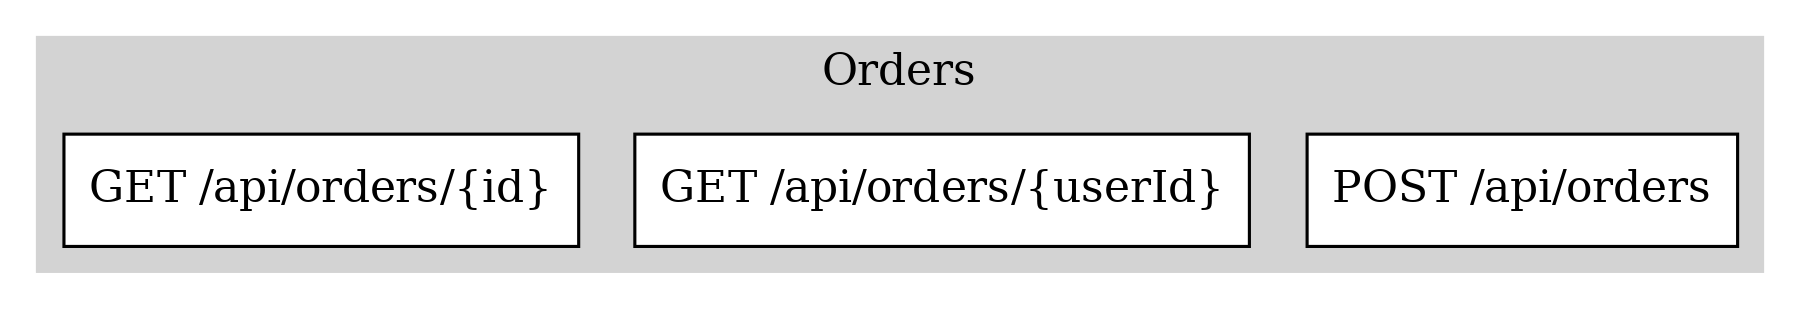 Orders
GET /api/orders/{id}
GET /api/orders/{userId}
POST /api/orders